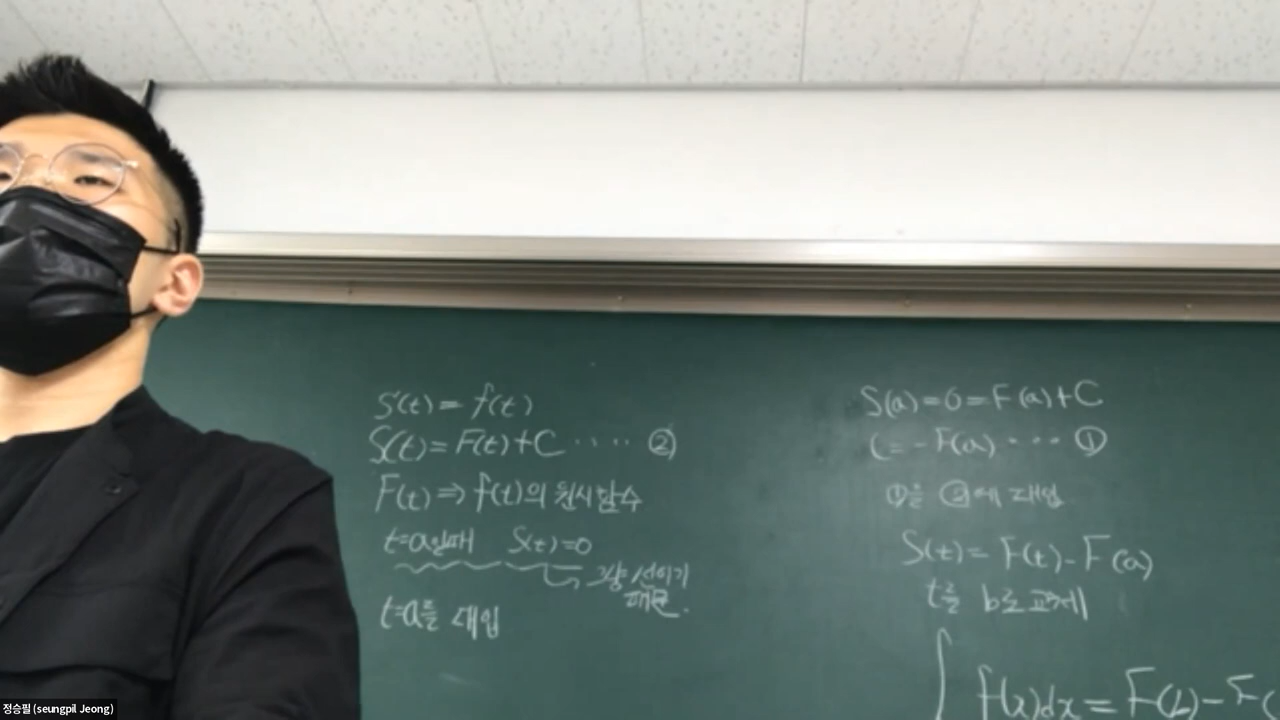 S'(t) = f(t)
S(t) = F(t) + C ···· ②
F(t) ⇒ f(t)의 원시함수
t=a일때 S(t)=0
그냥 선이기
때문.
t=a를 대입
S(a)=0=F(a)+C
C=-F(a) ···· ①
①을 ②에 대입
S(t)= F(t)-F(a)
t를 b로 교체
∫ f(x)dx = F(b)-F(
정승필 (seungpil Jeong)